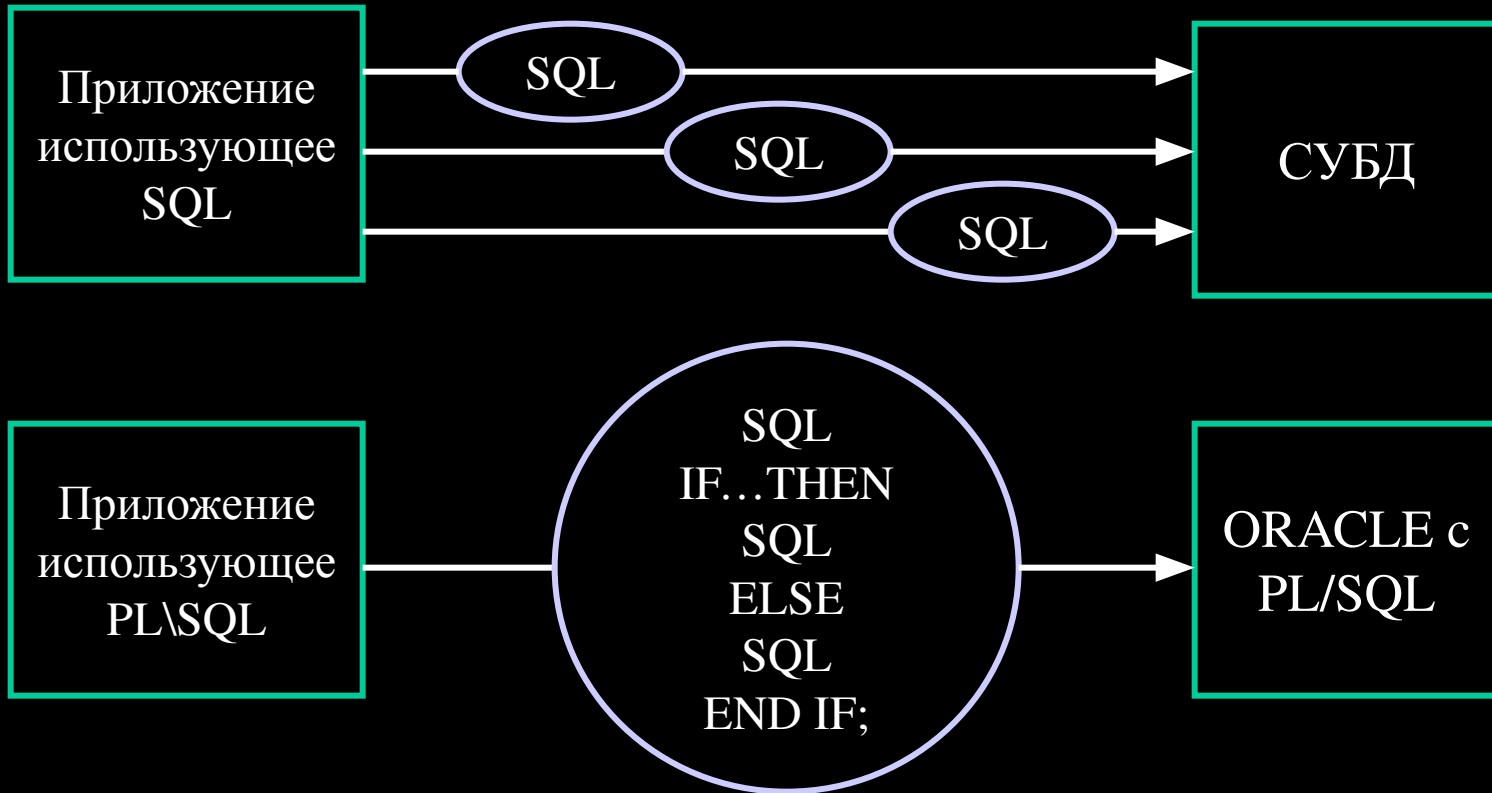 Приложение
использующее
SQL
SQL
SQL
SQL
СУБД
Приложение
использующее
PL\SQL
SQL
IF…THEN
SQL
ELSE
SQL
END IF;
ORACLE с
PL/SQL